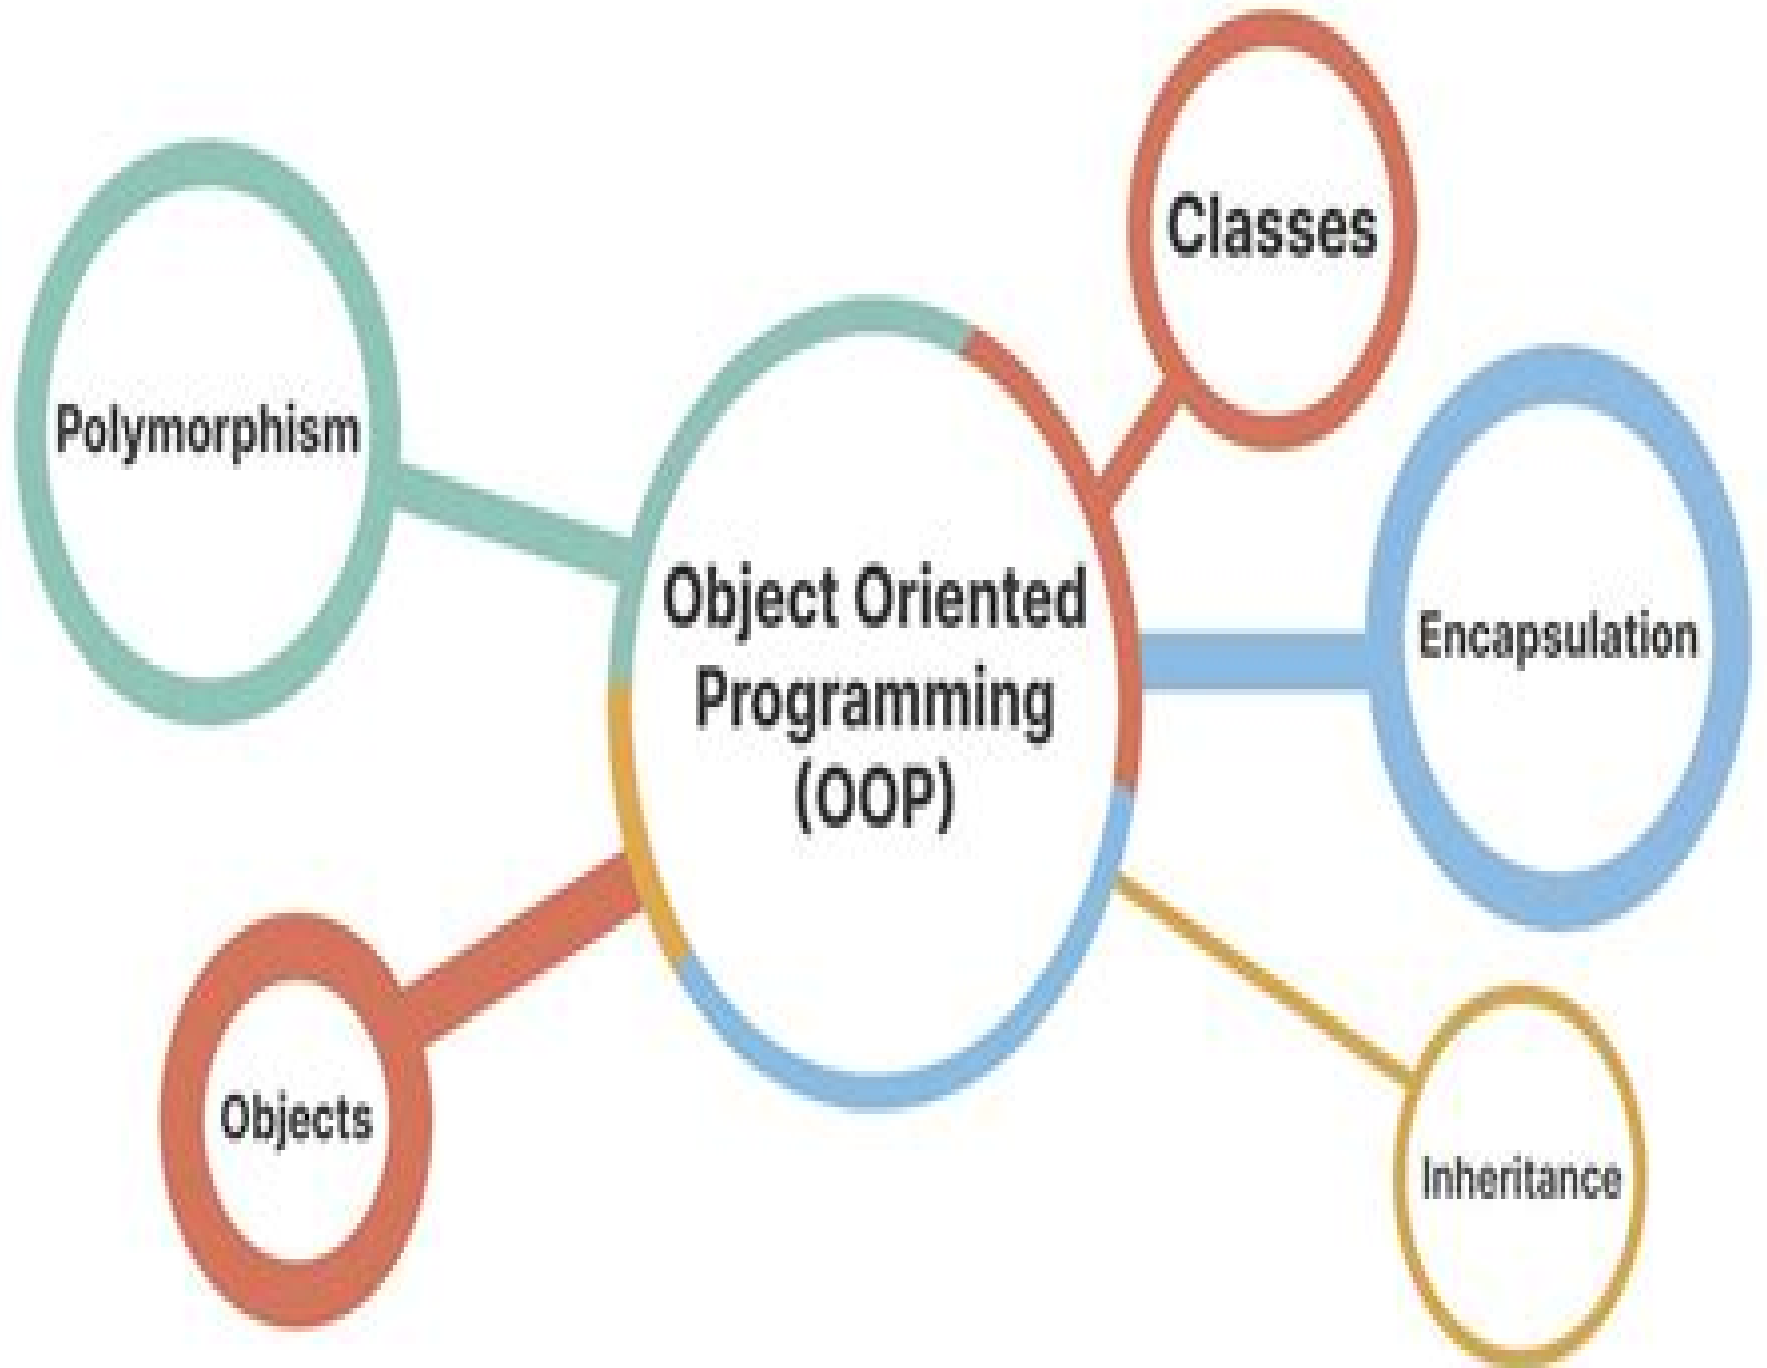 Classes
Polymorphism
Object Oriented
Programming
(OOP)
Encapsulation
Objects
Inheritance